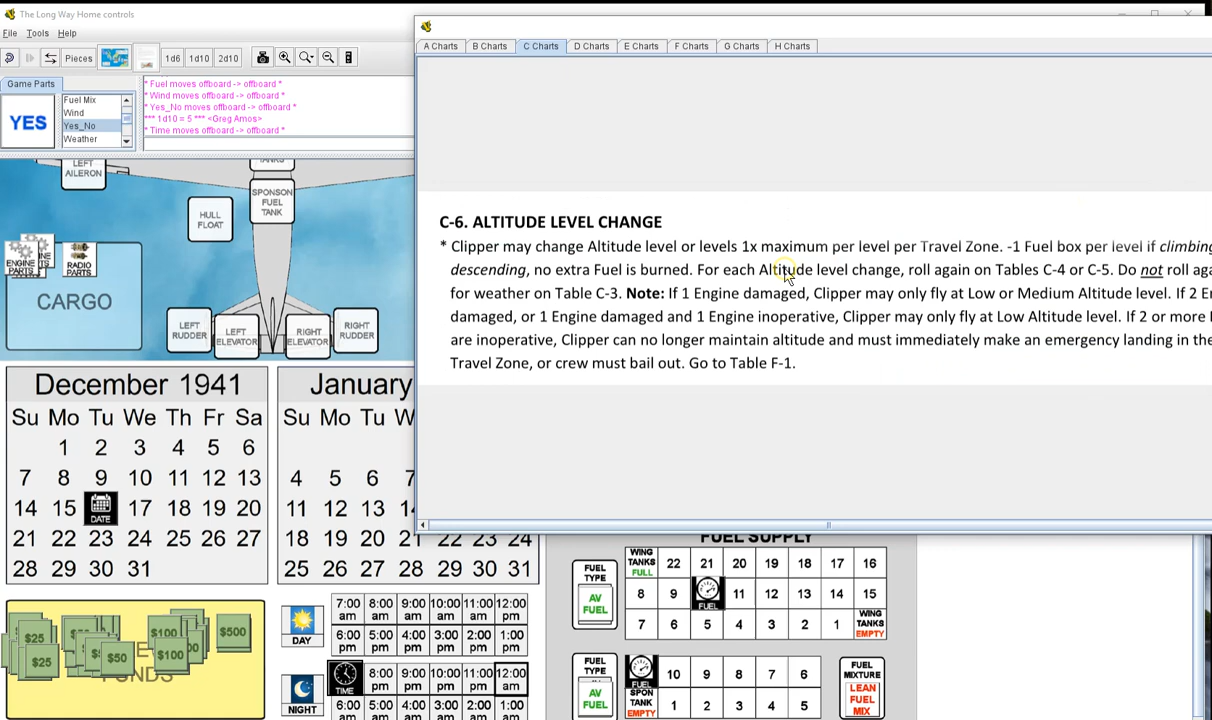 The Long Way Home controls
File Tools Help
Pieces 1d6 1d10 2d10
Game Parts
YES
Fuel Mix
Wind
Yes_No
Weather
* Fuel moves offboard -> offboard *
* Wind moves offboard -> offboard *
* Yes_No moves offboard -> offboard *
*** 1d10 = 5 *** <Greg Amos>
* Time moves offboard -> offboard *
A Charts B Charts C Charts D Charts E Charts F Charts G Charts H Charts
C-6. ALTITUDE LEVEL CHANGE
* Clipper may change Altitude level or levels 1x maximum per level per Travel Zone. -1 Fuel box per level if climbing
descending, no extra Fuel is burned. For each Altitude level change, roll again on Tables C-4 or C-5. Do not roll aga
for weather on Table C-3. Note: If 1 Engine damaged, Clipper may only fly at Low or Medium Altitude level. If 2 E
damaged, or 1 Engine damaged and 1 Engine inoperative, Clipper may only fly at Low Altitude level. If 2 or more
are inoperative, Clipper can no longer maintain altitude and must immediately make an emergency landing in the
Travel Zone, or crew must bail out. Go to Table F-1.
LEFT
AILERON
TANKS
SPONSON
FUEL
TANK
HULL
FLOAT
ENGINE
PARTS
RADIO
PARTS
CARGO
LEFT
RUDDER
LEFT
ELEVATOR
RIGHT
ELEVATOR
RIGHT
RUDDER
December 1941
Su Mo Tu We Th Fr Sa
1 2 3 4 5 6
7 8 9 10 11 12 13
14 15 DATE 17 18 19 20
21 22 23 24 25 26 27
28 29 30 31
January
Su Mo Tu W
4 5 6 7
11 12 13 14
18 19 20 21 22 23 24
25 26 27 28 29 30 31
$25
$25
$50
$100
$100
$500
DAY
7:00 am 8:00 am 9:00 am 10:00 am 11:00 am 12:00 pm
6:00 pm 5:00 pm 4:00 pm 3:00 pm 2:00 pm 1:00 pm
NIGHT
TIME 8:00 pm 9:00 pm 10:00 pm 11:00 pm 12:00 am
6:00 5:00 4:00 3:00 2:00 1:00
FUEL SUPPLY
FUEL
TYPE
AV
FUEL
WING
TANKS
FULL
22 21 20 19 18 17 16
8 9 FUEL 11 12 13 14 15
7 6 5 4 3 2 1
WING
TANKS
EMPTY
FUEL
TYPE
AV
FUEL
FUEL 10 9 8 7 6
SPON
TANK
EMPTY
1 2 3 4 5
FUEL
MIXTURE
LEAN
FUEL
MIX